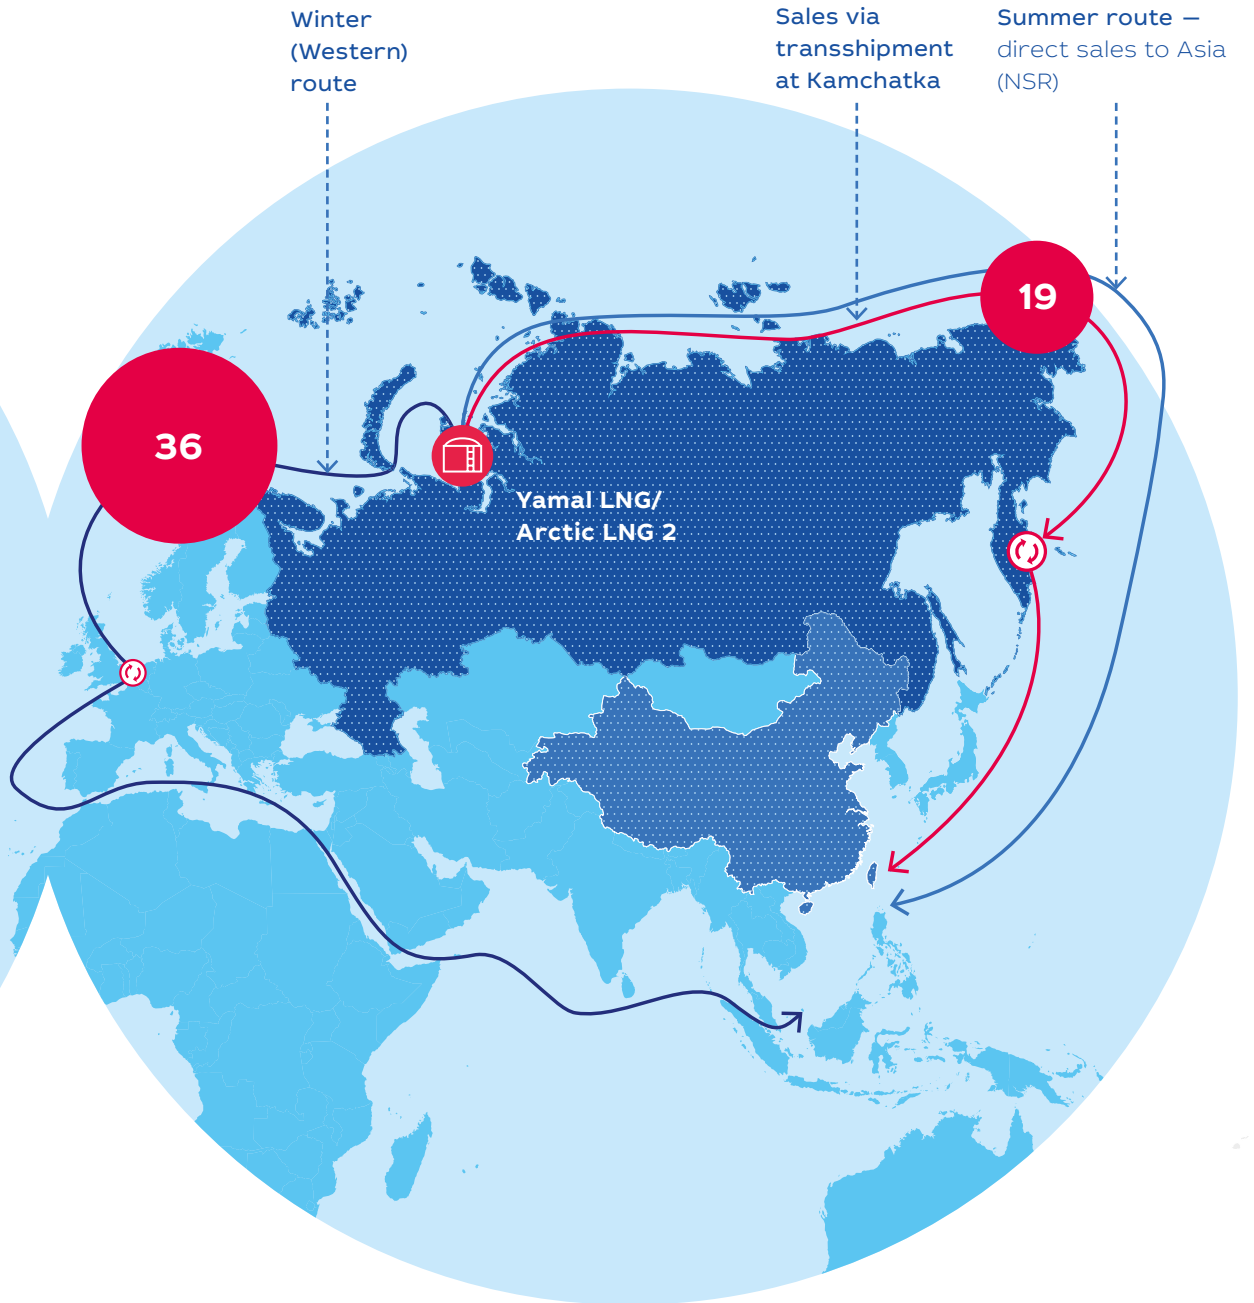 Winter
(Western)
route
Sales via
transshipment
at Kamchatka
Summer route –
direct sales to Asia
(NSR)
19
36
Yamal LNG/
Arctic LNG 2